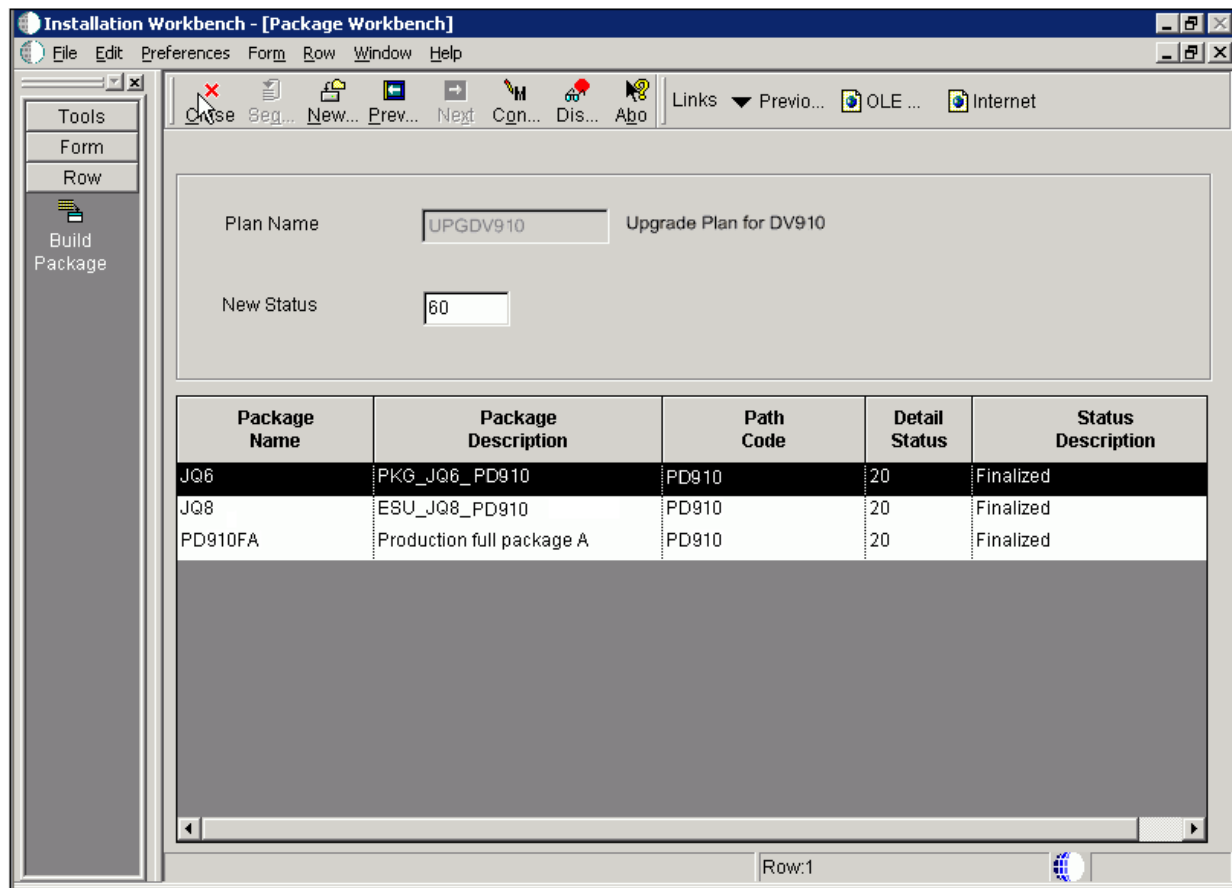 Installation Workbench - [Package Workbench]
File Edit Preferences Form Row Window Help
Tools
Form
Row
Build
Package
Seq... New... Prev... Next Con... Dis... Abo
Links Previo... OLE ... Internet
Plan Name UPGDV910 Upgrade Plan for DV910
New Status 60
Package Name Package Description Path Code Detail Status Status Description
JQ6 PKG_JQ6_PD910 PD910 20 Finalized
JQ8 ESU_JQ8_PD910 PD910 20 Finalized
PD910FA Production full package A PD910 20 Finalized
Row:1